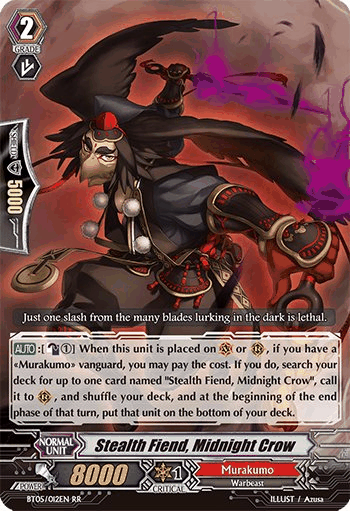 2
GRADE
SHIELD
5000
Just one slash from the many blades lurking in the dark is lethal.
AUTO:[ 1] When this unit is placed on or , if you have a
«Murakumo» vanguard, you may pay the cost. If you do, search your
deck for up to one card named "Stealth Fiend, Midnight Crow", call
it to , and shuffle your deck, and at the beginning of the end
phase of that turn, put that unit on the bottom of your deck.
NORMAL
UNIT
Stealth Fiend, Midnight Crow
POWER
8000
1
CRITICAL
Murakumo
Warbeast
BT05/012EN RR
ILLUST / Azusa